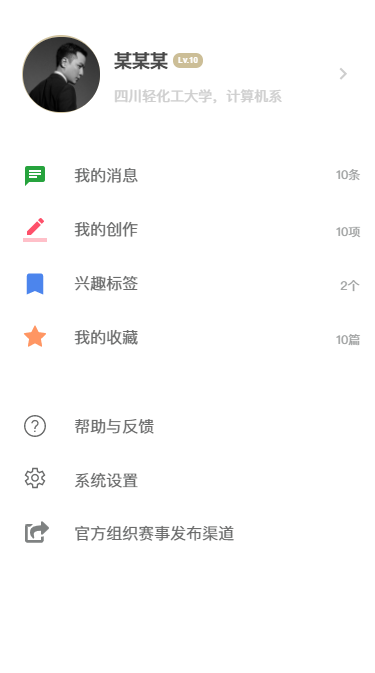 某某某 Lv.10
四川轻化工大学，计算机系
我的消息 10条
我的创作 10项
兴趣标签 2个
我的收藏 10篇
帮助与反馈
系统设置
官方组织赛事发布渠道